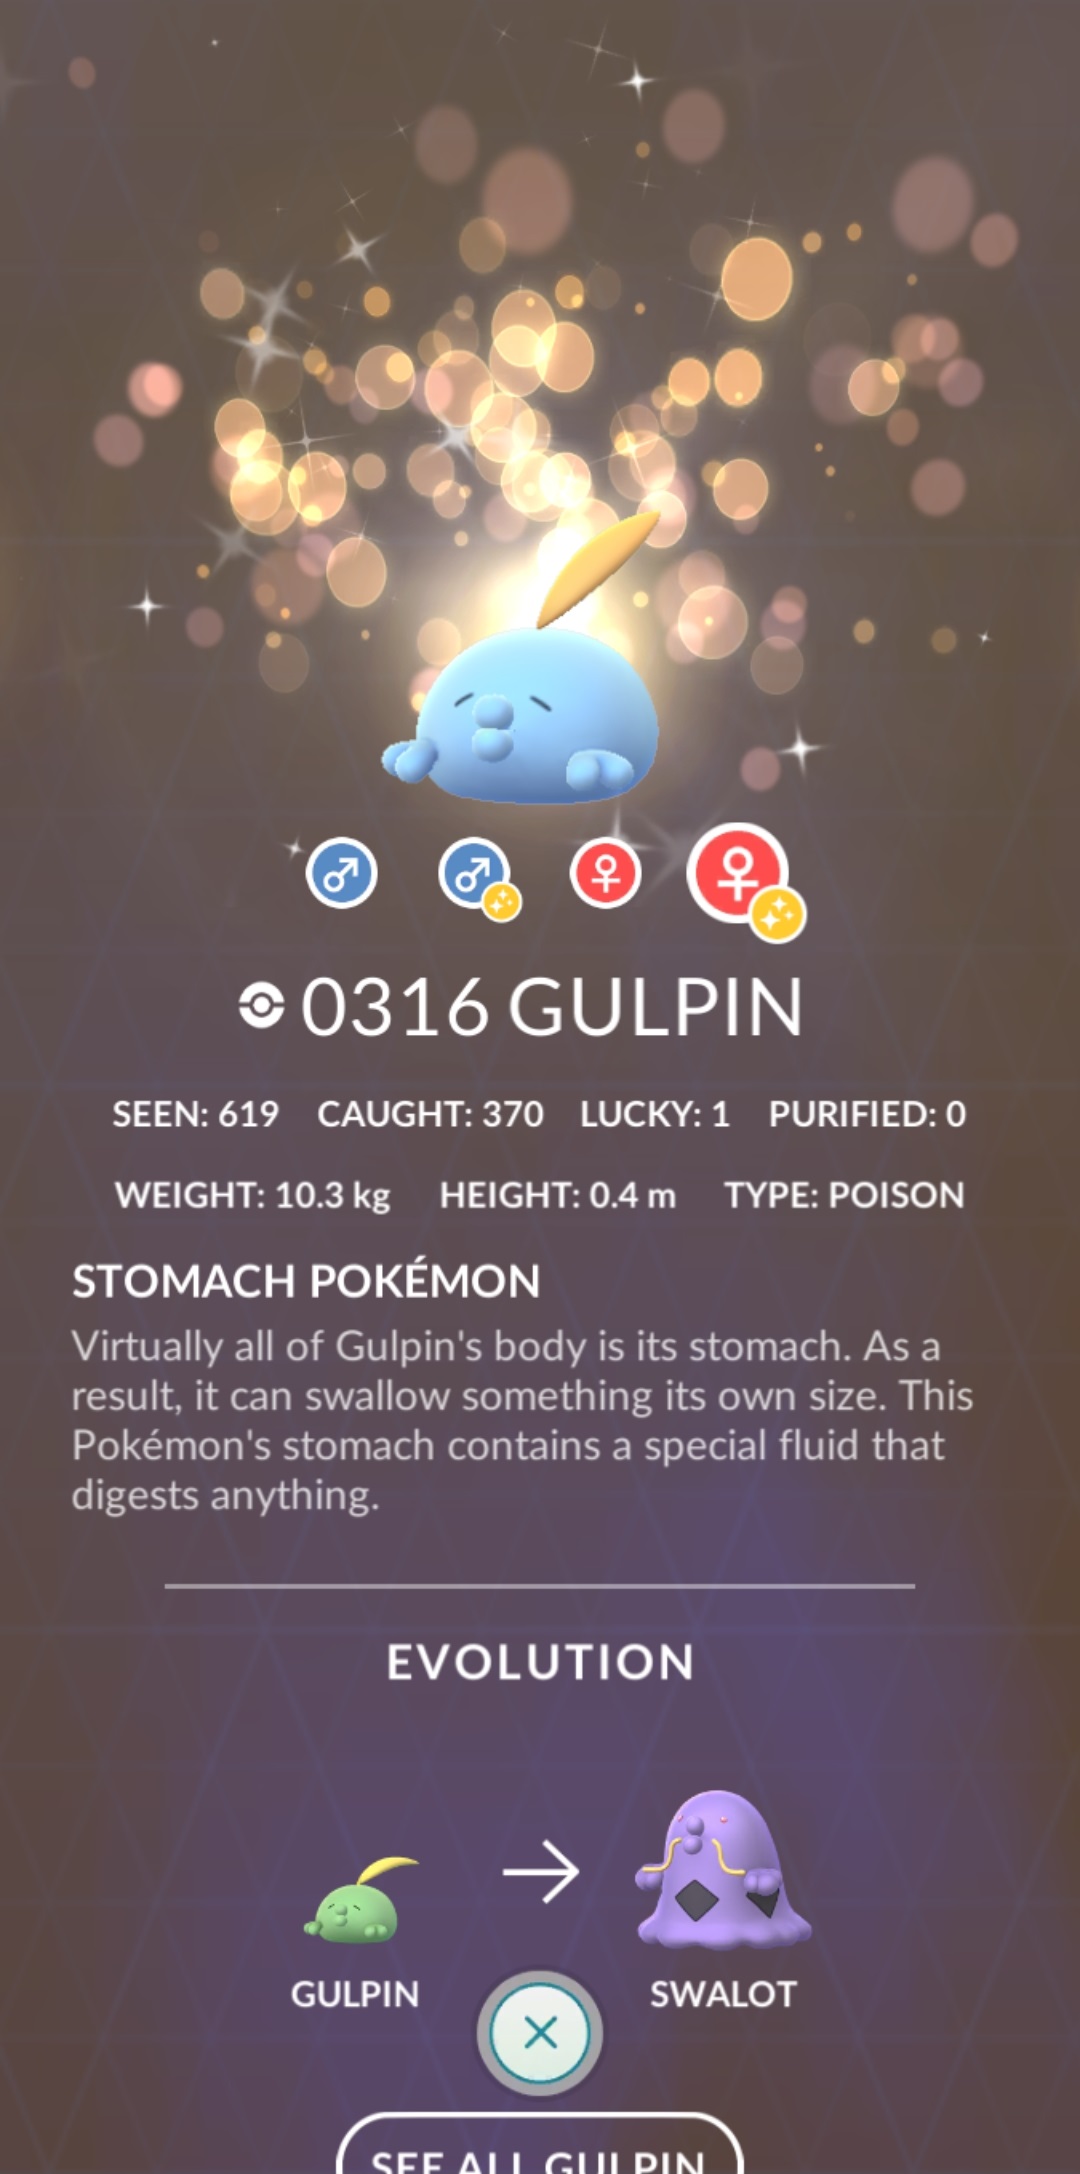 0316 GULPIN
SEEN: 619 CAUGHT: 370 LUCKY: 1 PURIFIED: 0
WEIGHT: 10.3 kg HEIGHT: 0.4 m TYPE: POISON
STOMACH POKÉMON
Virtually all of Gulpin's body is its stomach. As a
result, it can swallow something its own size. This
Pokémon's stomach contains a special fluid that
digests anything.
EVOLUTION
GULPIN SWALOT
SEE ALL GULPIN